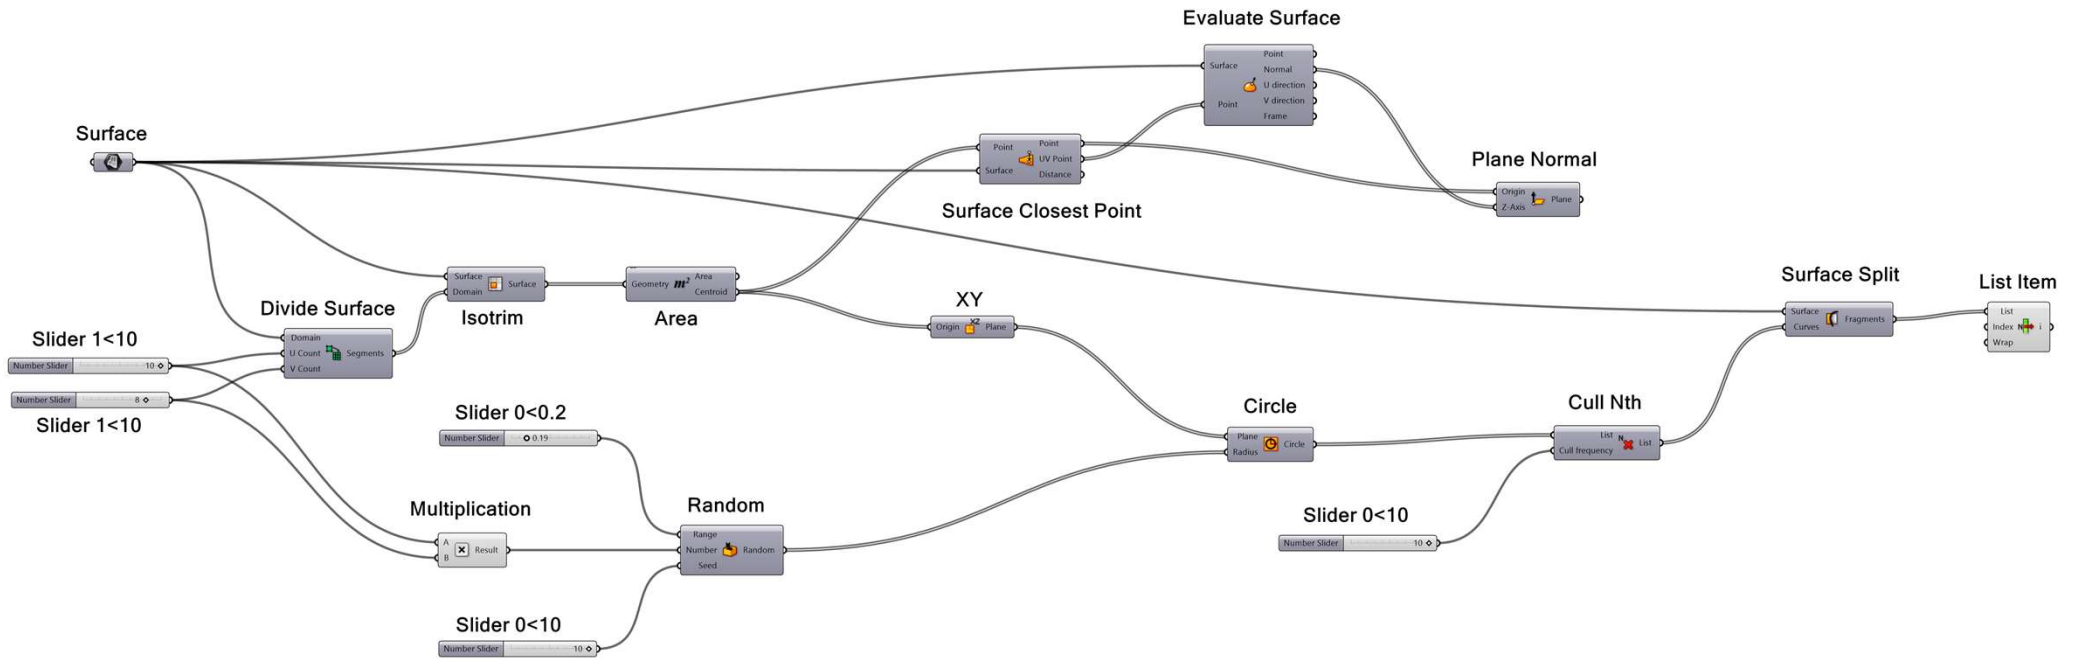 Evaluate Surface
Point
Surface
Normal
U direction
Point
V direction
Frame
Surface
Plane Normal
Point
Point
UV Point
Surface
Distance
Origin
Plane
Z-Axis
Surface Closest Point
Surface Split
List Item
Surface
Surface
Domain
Isotrim
Geometry
m²
Area
Centroid
Area
XY
XZ
Origin
Plane
Surface
Fragments
Curves
List
Index
N
i
Wrap
Divide Surface
Domain
U Count
Segments
V Count
Slider 1<10
Number Slider
10
Number Slider
8
Slider 1<10
Slider 0<0.2
Number Slider
0.19
Circle
Plane
Circle
Radius
Cull Nth
List
N
List
Cull frequency
Multiplication
A
Result
B
Random
Range
Number
Random
Seed
Slider 0<10
Number Slider
10
Slider 0<10
Number Slider
10